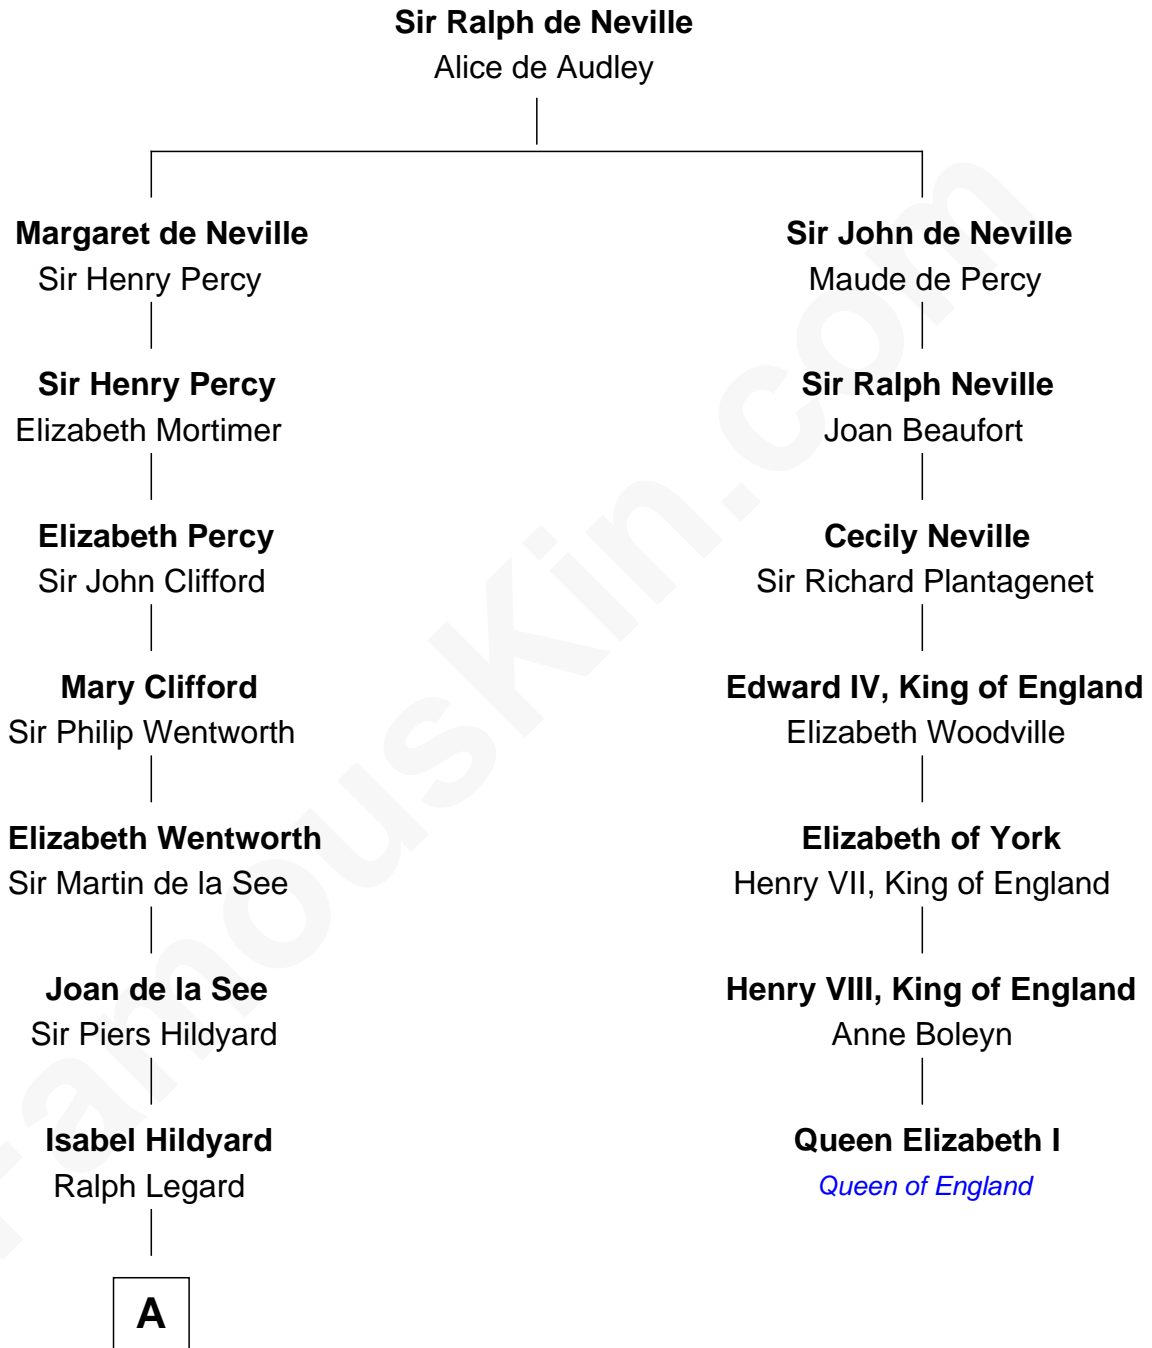 Sir Ralph de Neville
Alice de Audley
Margaret de Neville
Sir Henry Percy
Sir John de Neville
Maude de Percy
Sir Henry Percy
Elizabeth Mortimer
Sir Ralph Neville
Joan Beaufort
Elizabeth Percy
Sir John Clifford
Cecily Neville
Sir Richard Plantagenet
Mary Clifford
Sir Philip Wentworth
Edward IV, King of England
Elizabeth Woodville
Elizabeth Wentworth
Sir Martin de la See
Elizabeth of York
Henry VII, King of England
Joan de la See
Sir Piers Hildyard
Henry VIII, King of England
Anne Boleyn
Isabel Hildyard
Ralph Legard
Queen Elizabeth I
Queen of England
A
FamousKin.com